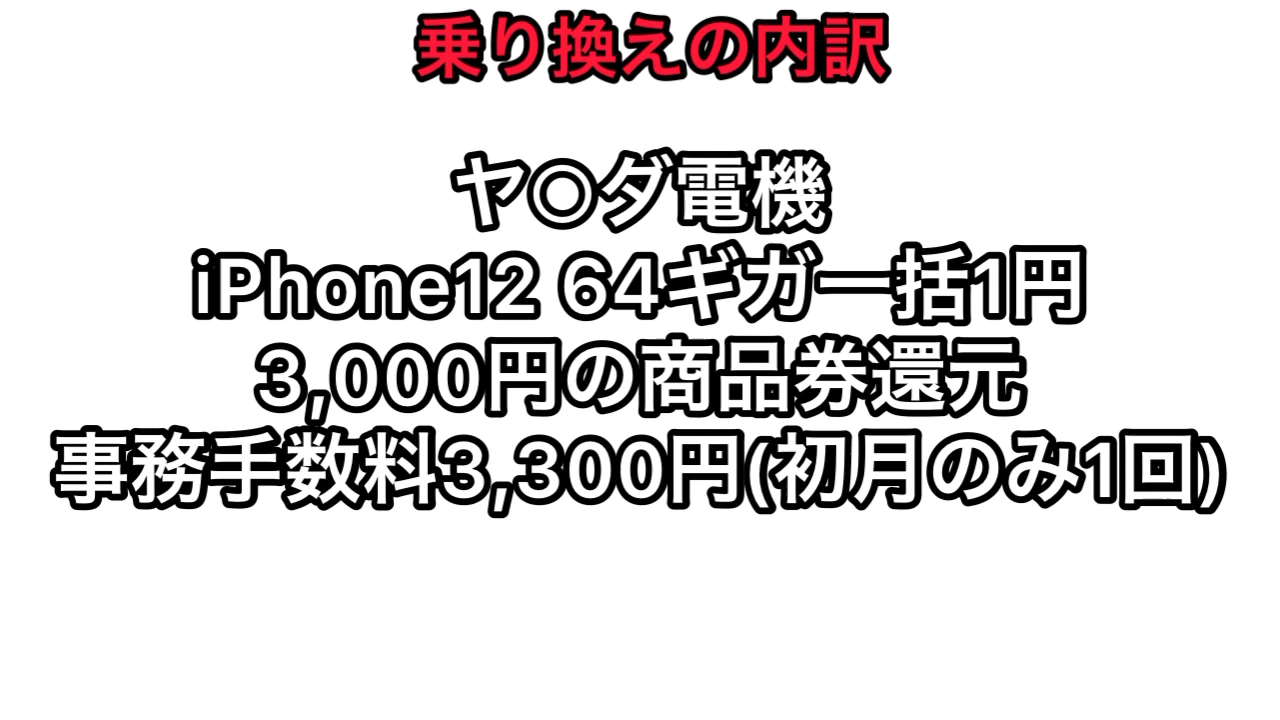 乗り換えの内訳
ヤ○ダ電機
iPhone12 64ギガ一括1円
3,000円の商品券還元
事務手数料3,300円(初月のみ1回)